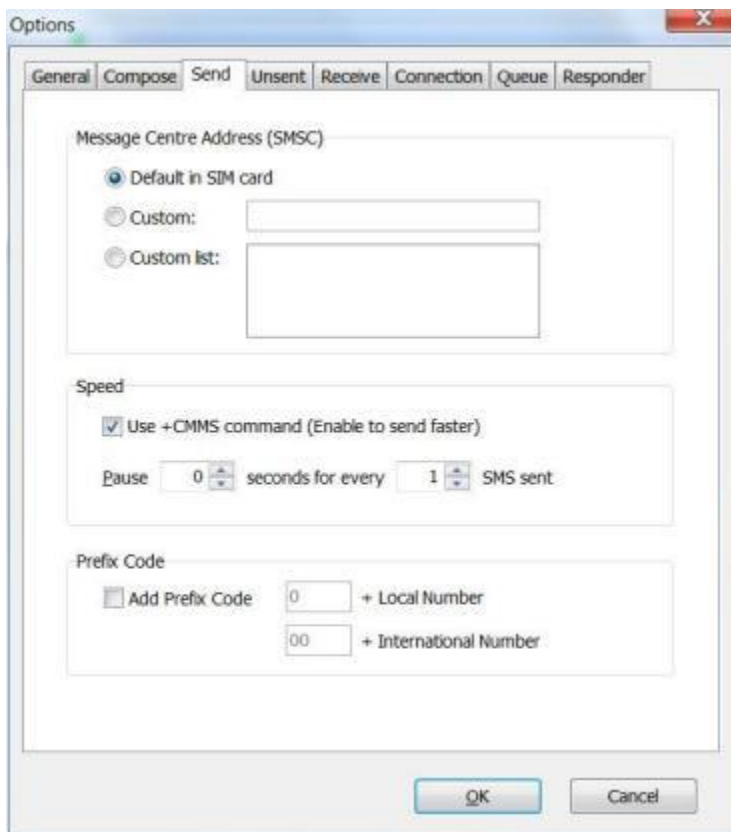 Options
General Compose Send Unsent Receive Connection Queue Responder
Message Centre Address (SMSC)
Default in SIM card
Custom:
Custom list:
Speed
Use +CMMS command (Enable to send faster)
Pause 0 seconds for every 1 SMS sent
Prefix Code
Add Prefix Code 0 + Local Number
00 + International Number
OK Cancel